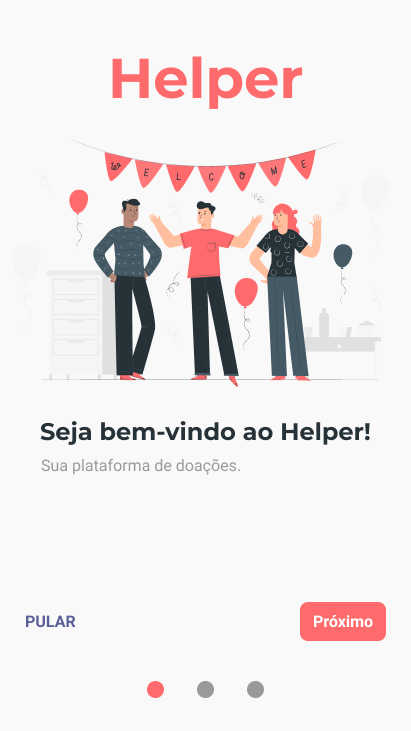 Helper
WELCOME
Seja bem-vindo ao Helper!
Sua plataforma de doações.
PULAR
Próximo